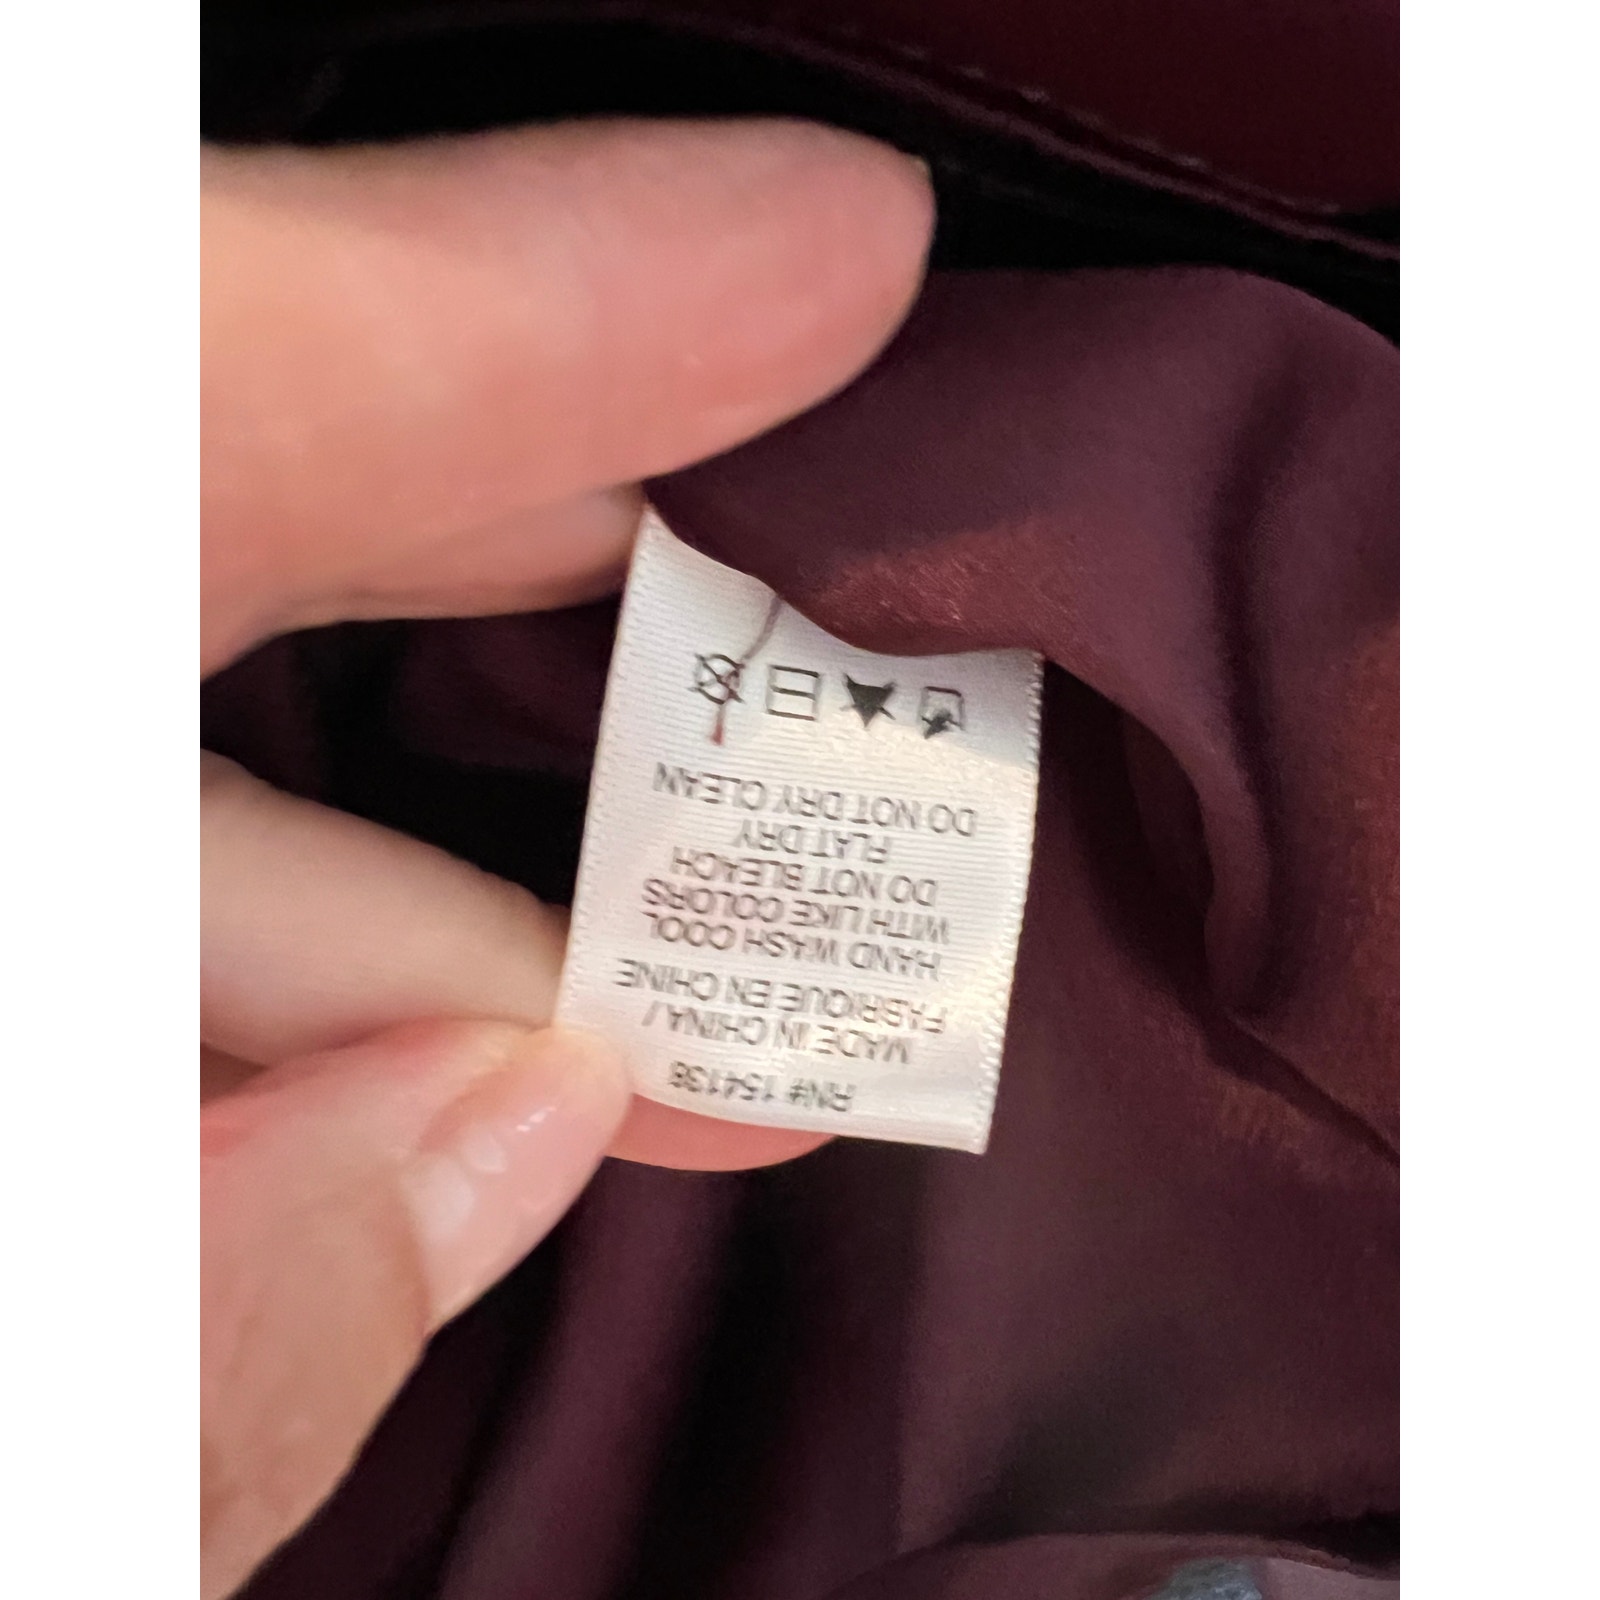 RN# 154138
MADE IN CHINA /
FABRIQUE EN CHINE
HAND WASH COOL
WITH LIKE COLORS
DO NOT BLEACH
FLAT DRY
DO NOT DRY CLEAN